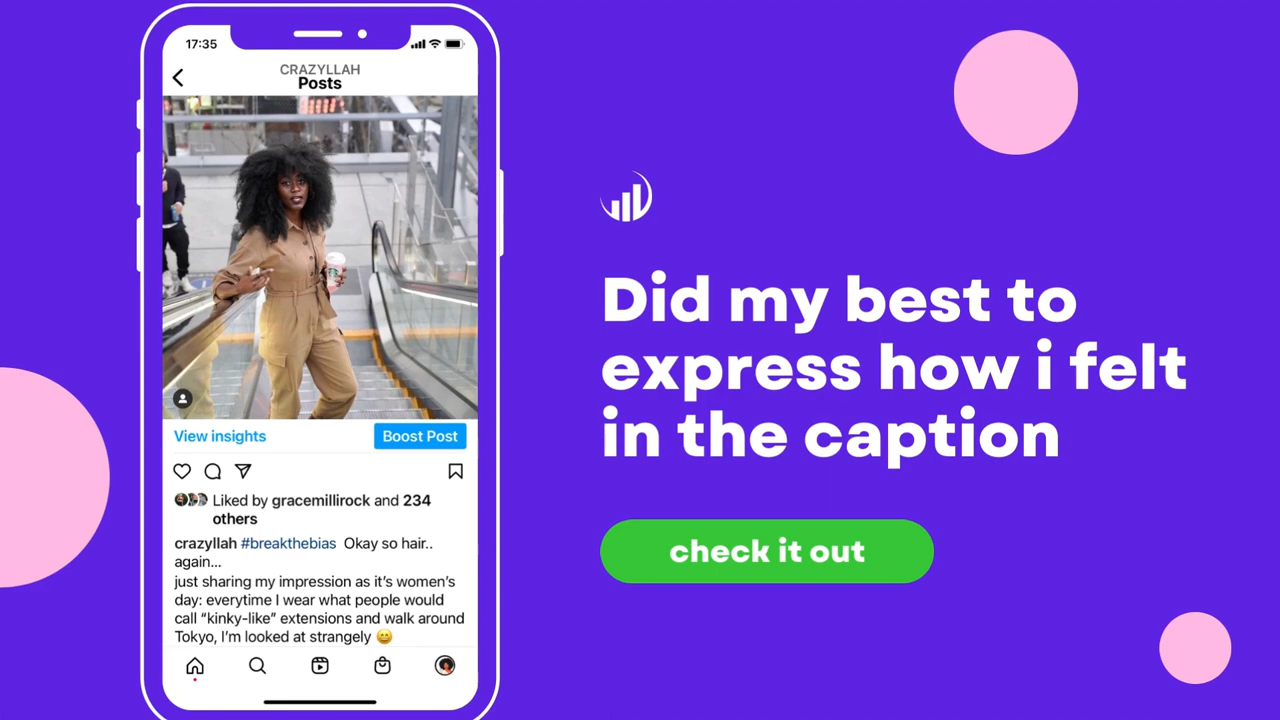 17:35
CRAZYLLAH
Posts
View insights
Boost Post
Liked by gracemillirock and 234
others
crazyllah #breakthebias Okay so hair..
again...
just sharing my impression as it's women's
day: everytime I wear what people would
call "kinky-like" extensions and walk around
Tokyo, I'm looked at strangely 😄
Did my best to
express how i felt
in the caption
check it out